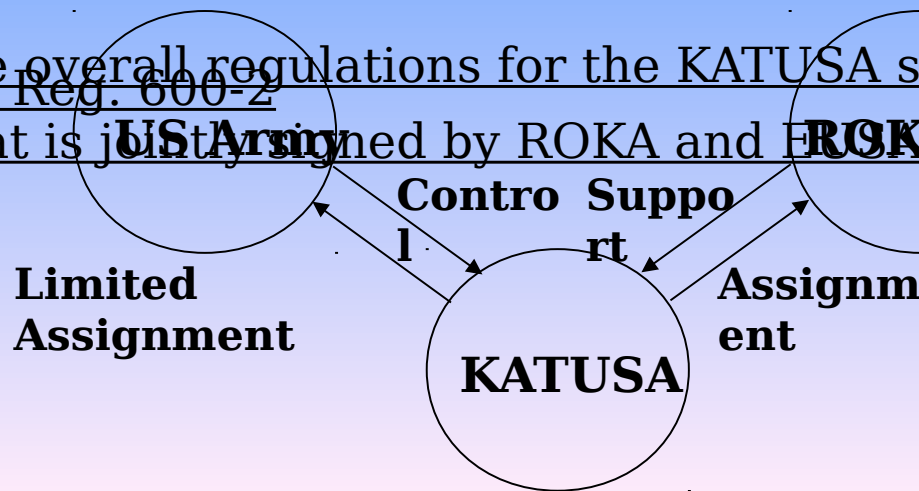 e overall regulations for the KATUSA s
Reg. 600-2
nt is jointly signed by ROKA and EUSA
US Army
ROK
Contro
l
Suppo
rt
Limited
Assignment
Assignm
ent
KATUSA